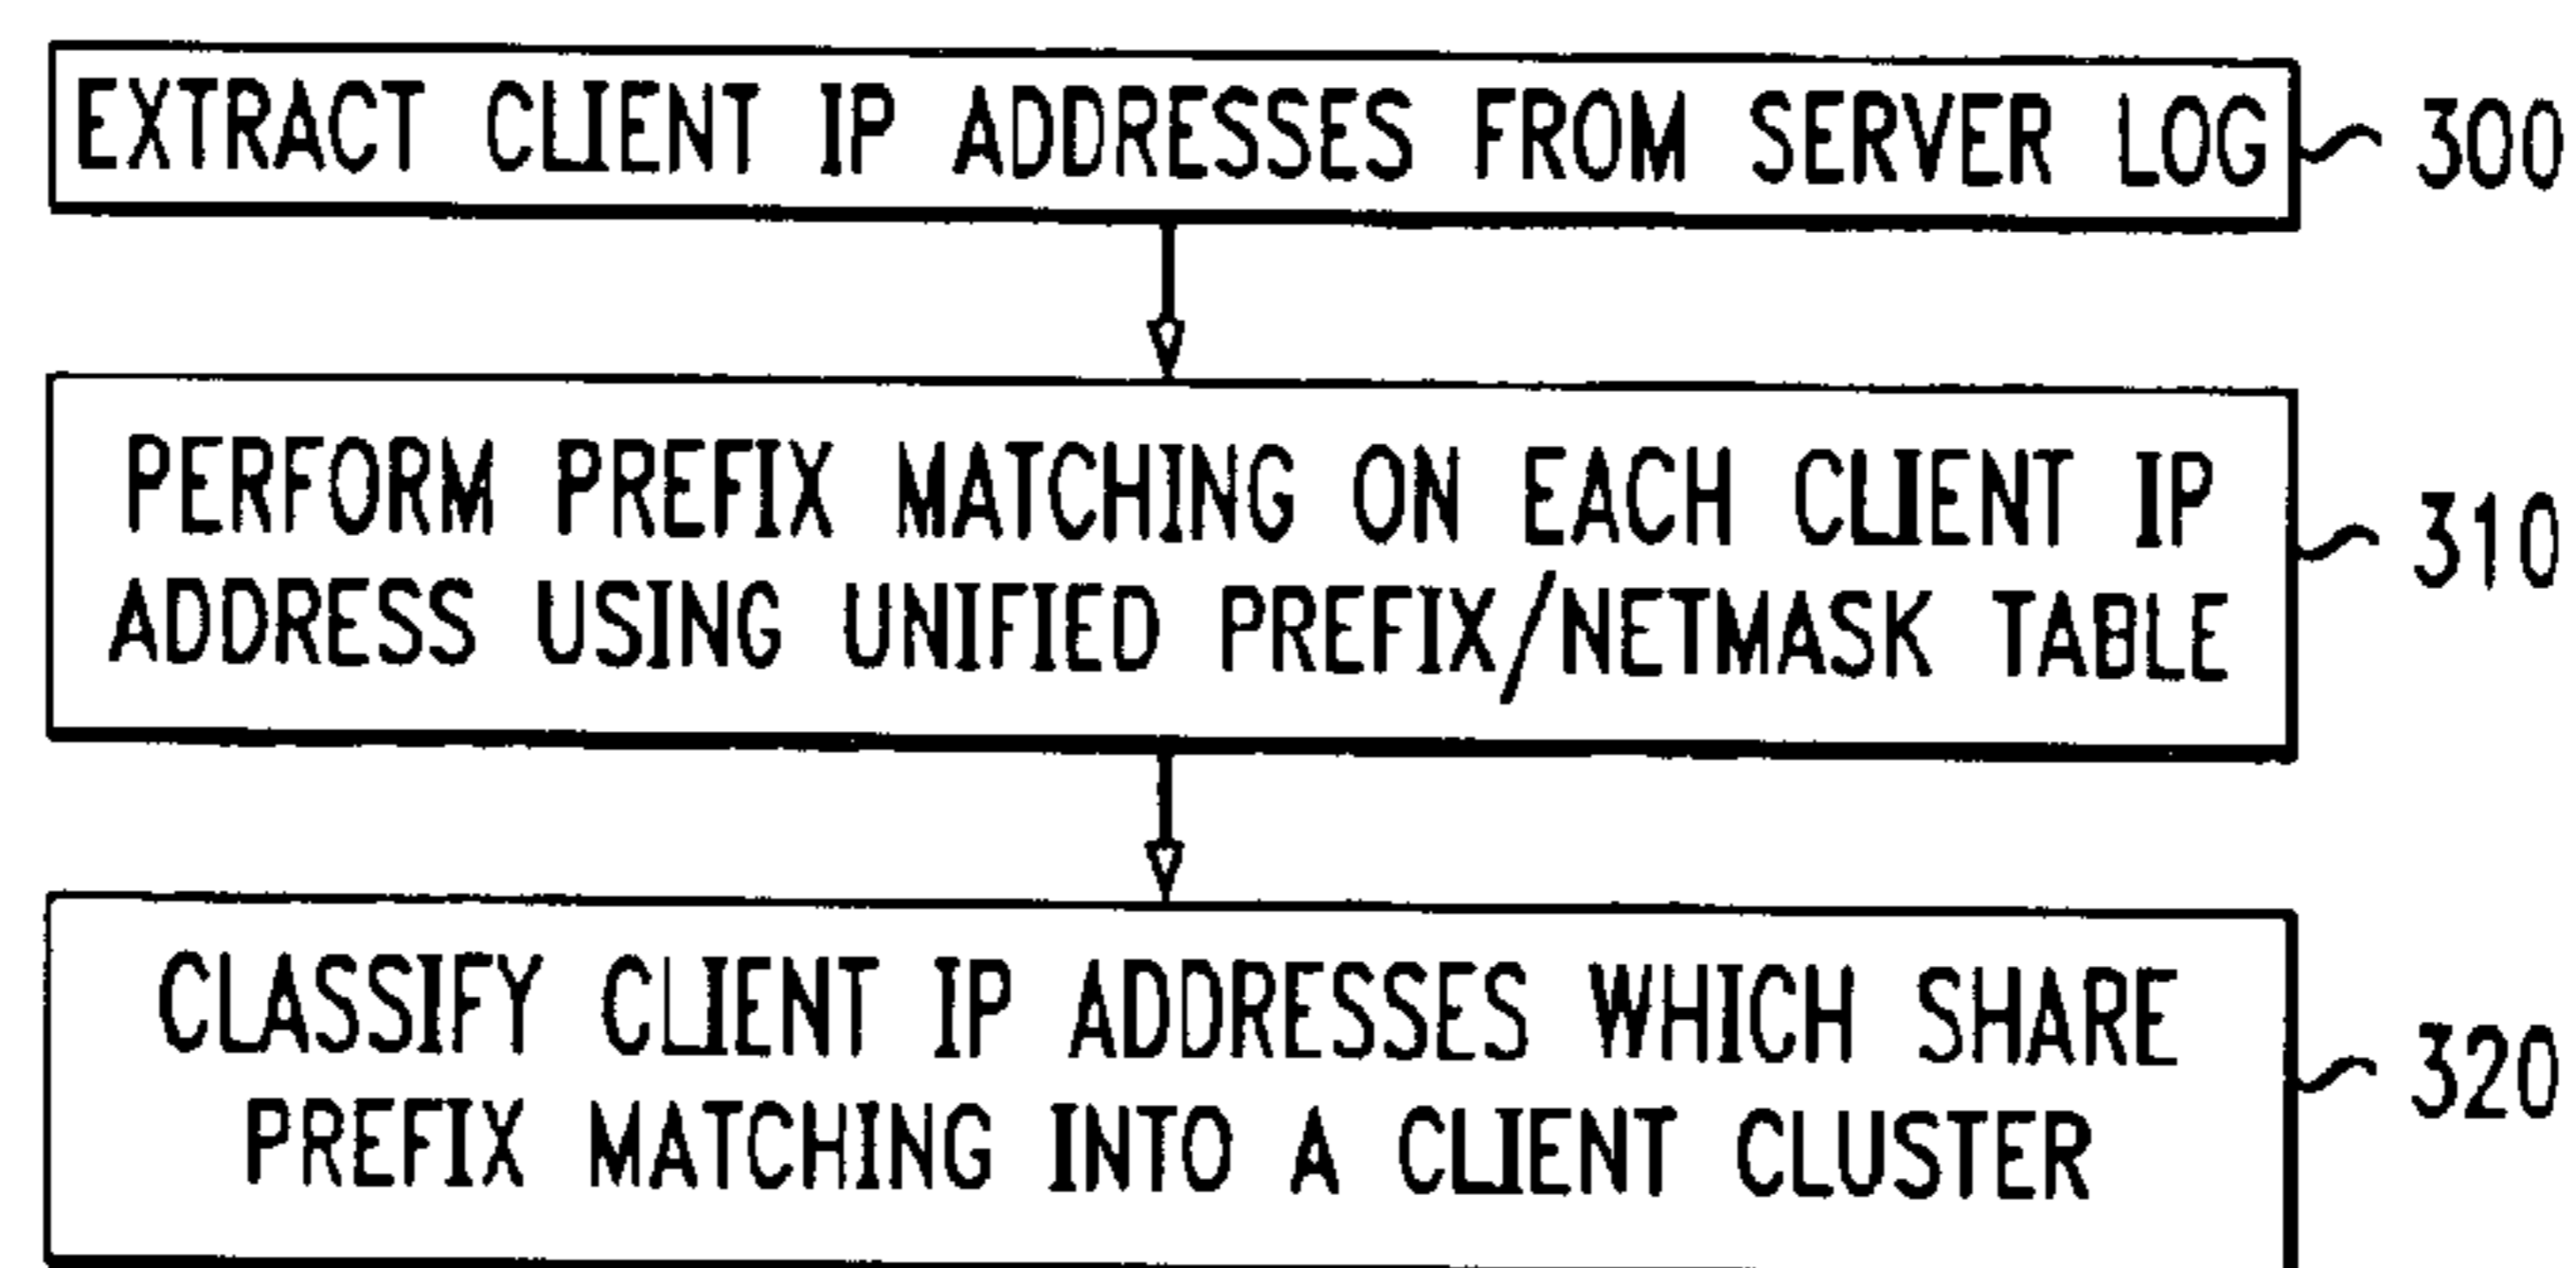 EXTRACT CLIENT IP ADDRESSES FROM SERVER LOG 300
PERFORM PREFIX MATCHING ON EACH CLIENT IP
ADDRESS USING UNIFIED PREFIX/NETMASK TABLE
310
CLASSIFY CLIENT IP ADDRESSES WHICH SHARE
PREFIX MATCHING INTO A CLIENT CLUSTER
320